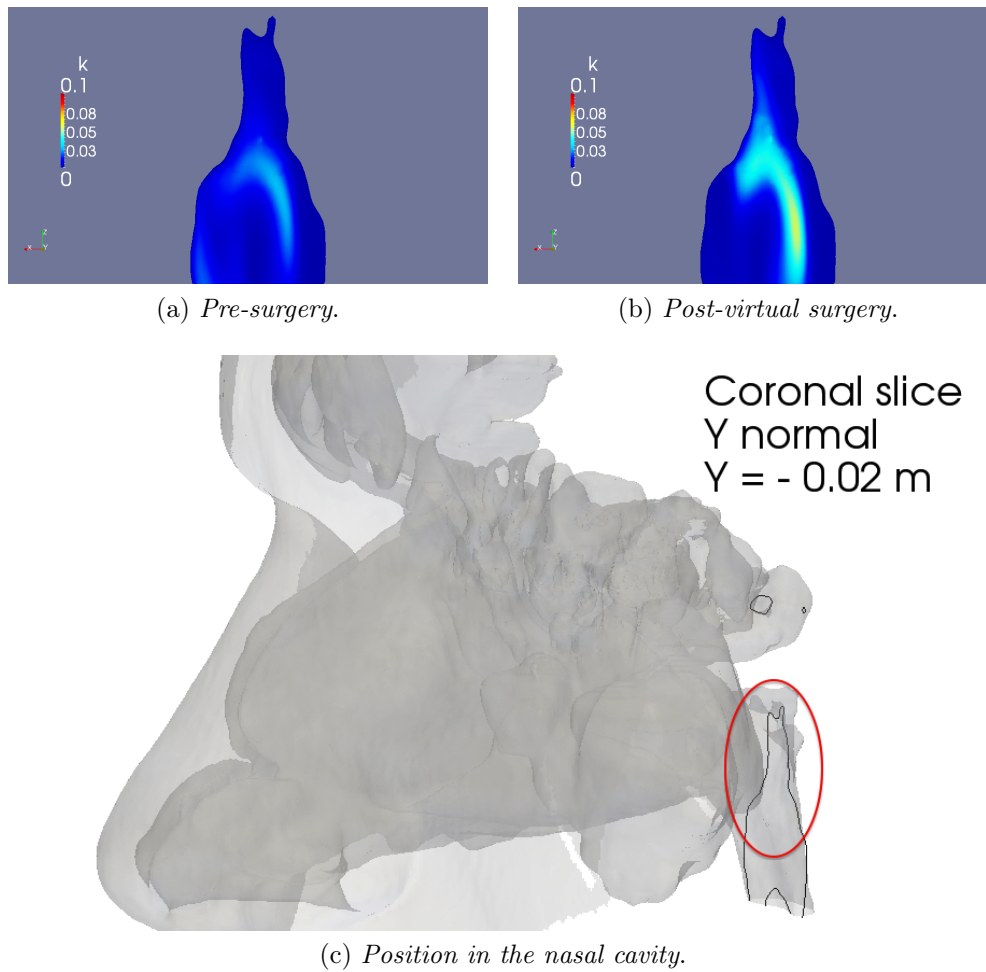 k
0.1
0.08
0.05
0.03
0
Z
X
Y
k
0.1
0.08
0.05
0.03
0
Z
X
Y
(a) Pre-surgery.
(b) Post-virtual surgery.
Coronal slice
Y normal
Y = - 0.02 m
(c) Position in the nasal cavity.